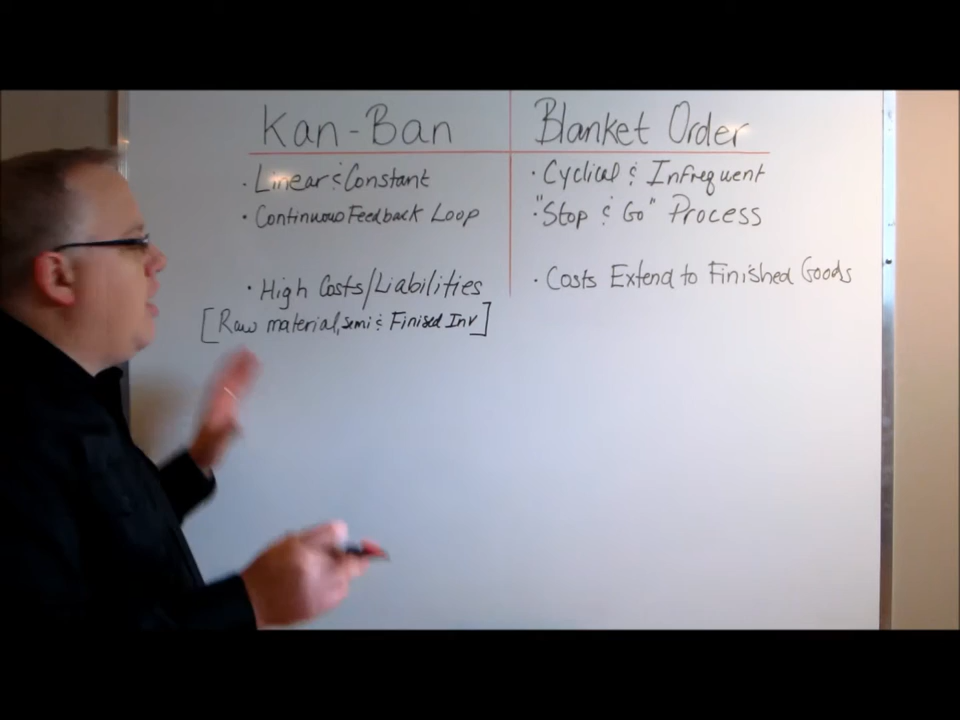 Kan-Ban
· Linear & Constant
· Continuous Feedback Loop
· High Costs/Liabilities
[Raw material, semi & Finised Inv]
Blanket Order
· Cyclical & Infrequent
· "Stop & Go" Process
· Costs Extend to Finished Goods